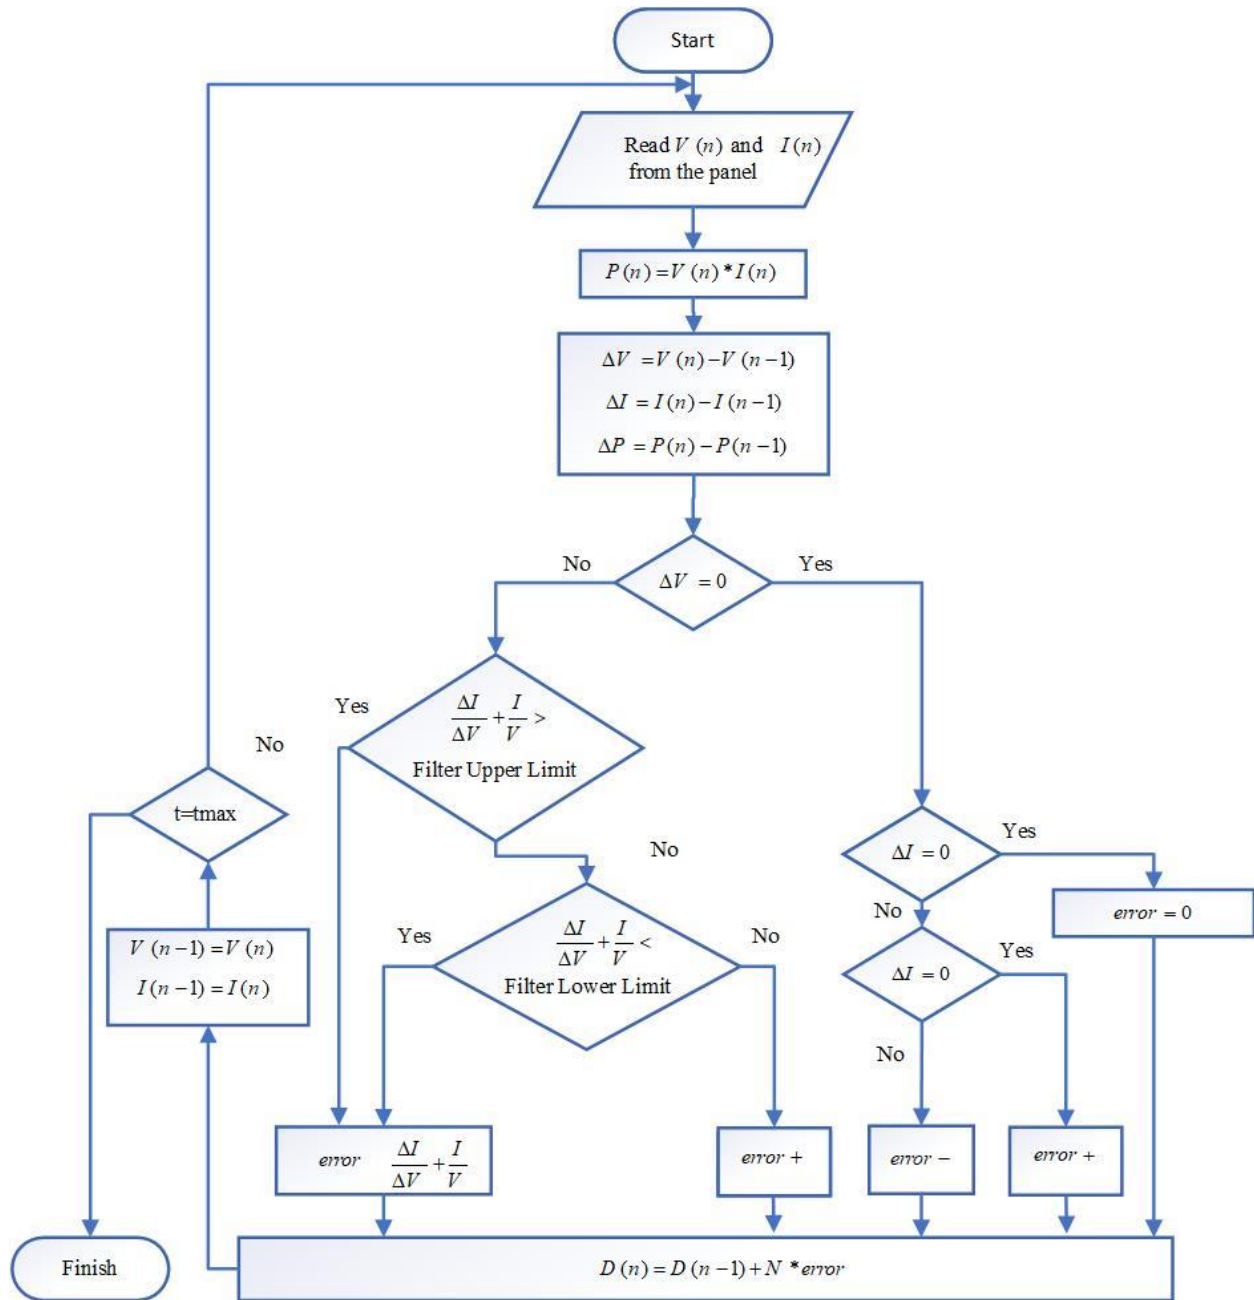 Start
Read V (n) and I(n)
from the panel
P(n)=V (n)*I(n)
ΔV =V(n)−V (n−1)
ΔI = I(n)−I(n−1)
ΔP = P(n)−P(n−1)
No
ΔV = 0
Yes
Yes
ΔI/ΔV + I/V >
Filter Upper Limit
No
t=tmax
No
ΔI = 0
Yes
error = 0
No
V (n−1)=V(n)
I(n−1)=I(n)
Yes
ΔI/ΔV + I/V <
Filter Lower Limit
No
ΔI = 0
Yes
No
error ΔI/ΔV + I/V
error +
error −
error +
Finish
D (n)=D(n−1)+N *error